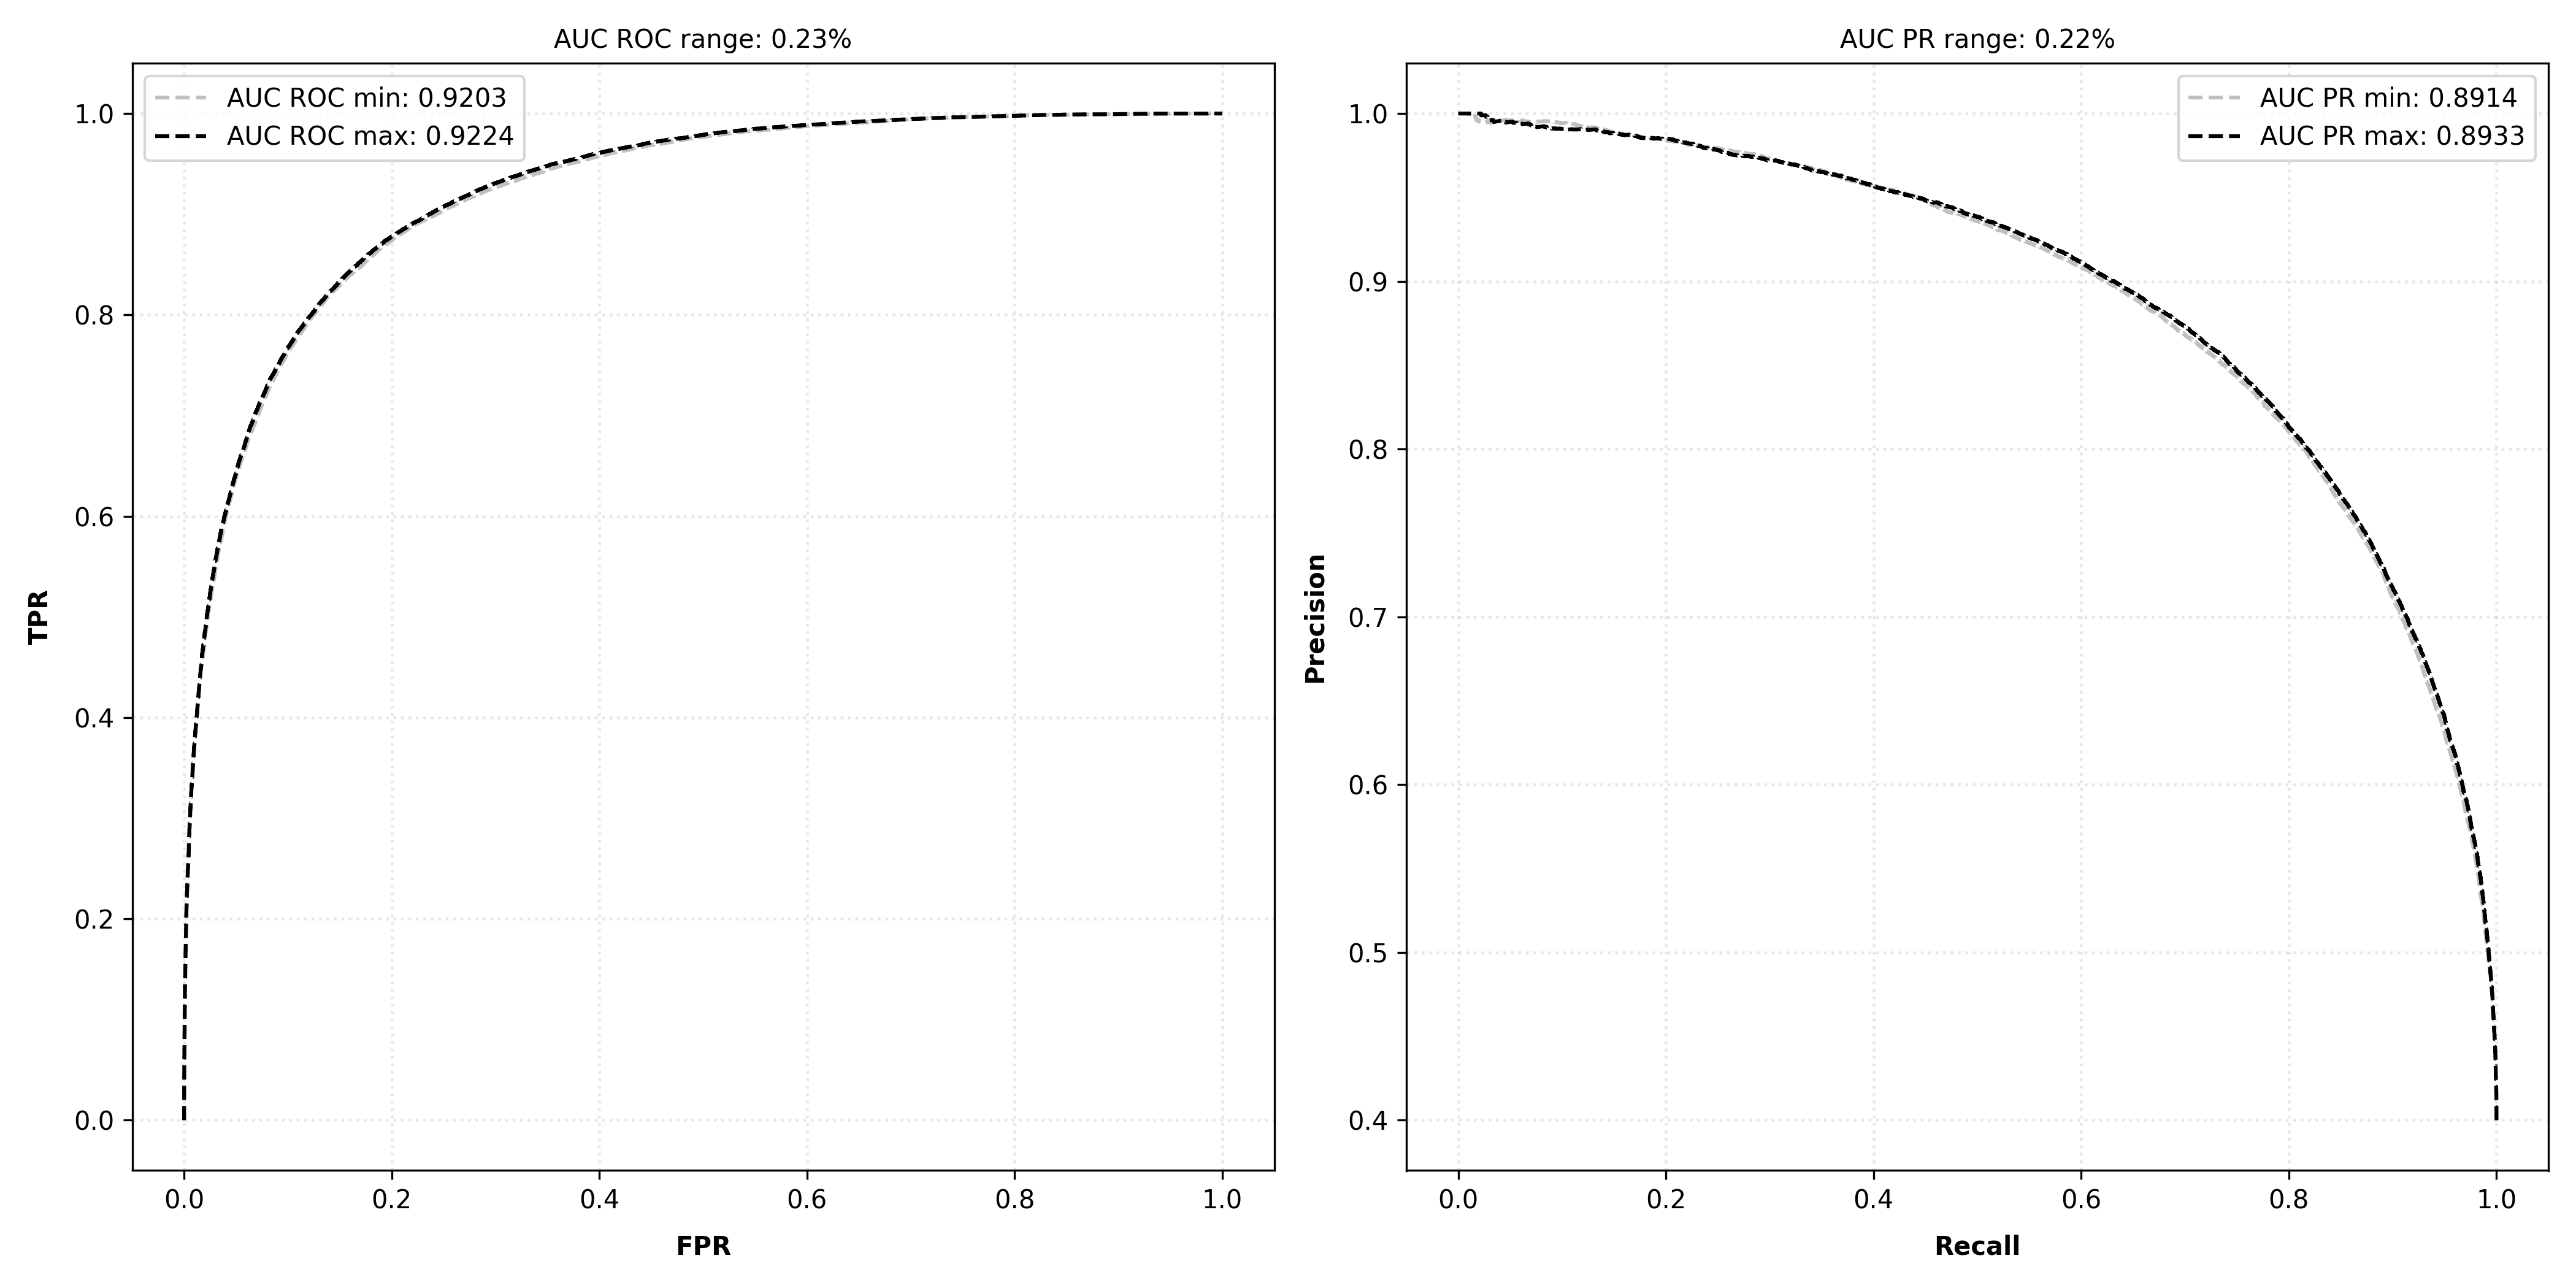 AUC ROC range: 0.23%
AUC ROC min: 0.9203
AUC ROC max: 0.9224
1.0
0.8
0.6
0.4
0.2
0.0
TPR
0.0 0.2 0.4 0.6 0.8 1.0
FPR
AUC PR range: 0.22%
AUC PR min: 0.8914
AUC PR max: 0.8933
1.0
0.9
0.8
0.7
0.6
0.5
0.4
Precision
0.0 0.2 0.4 0.6 0.8 1.0
Recall